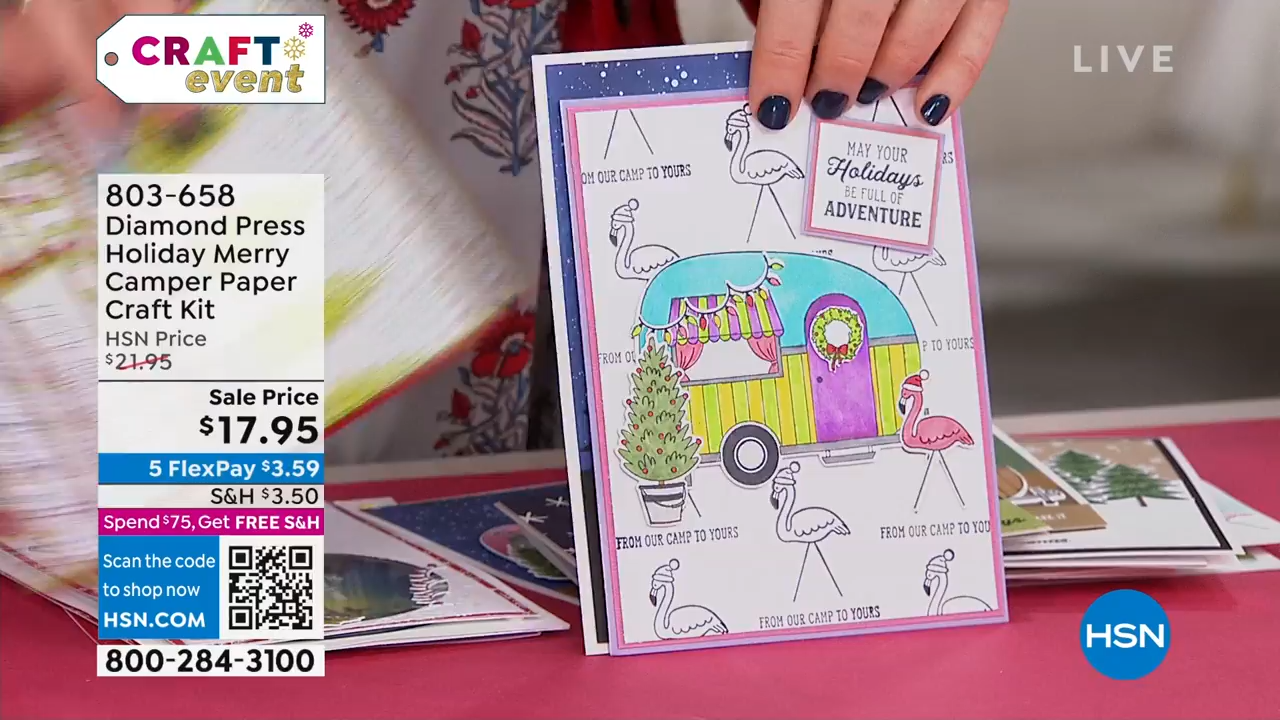 CRAFT
event
LIVE
803-658
Diamond Press
Holiday Merry
Camper Paper
Craft Kit
HSN Price
$21.95
Sale Price
$17.95
5 FlexPay $3.59
S&H $3.50
Spend $75, Get FREE S&H
Scan the code
to shop now
HSN.COM
800-284-3100
OM OUR CAMP TO YOURS
RS
MAY YOUR
Holidays
BE FULL OF
ADVENTURE
FROM OU
P TO YOURS
FROM OUR CAMP TO YOURS
FROM OUR CAMP TO YOU
FROM OUR CAMP TO YOURS
HSN